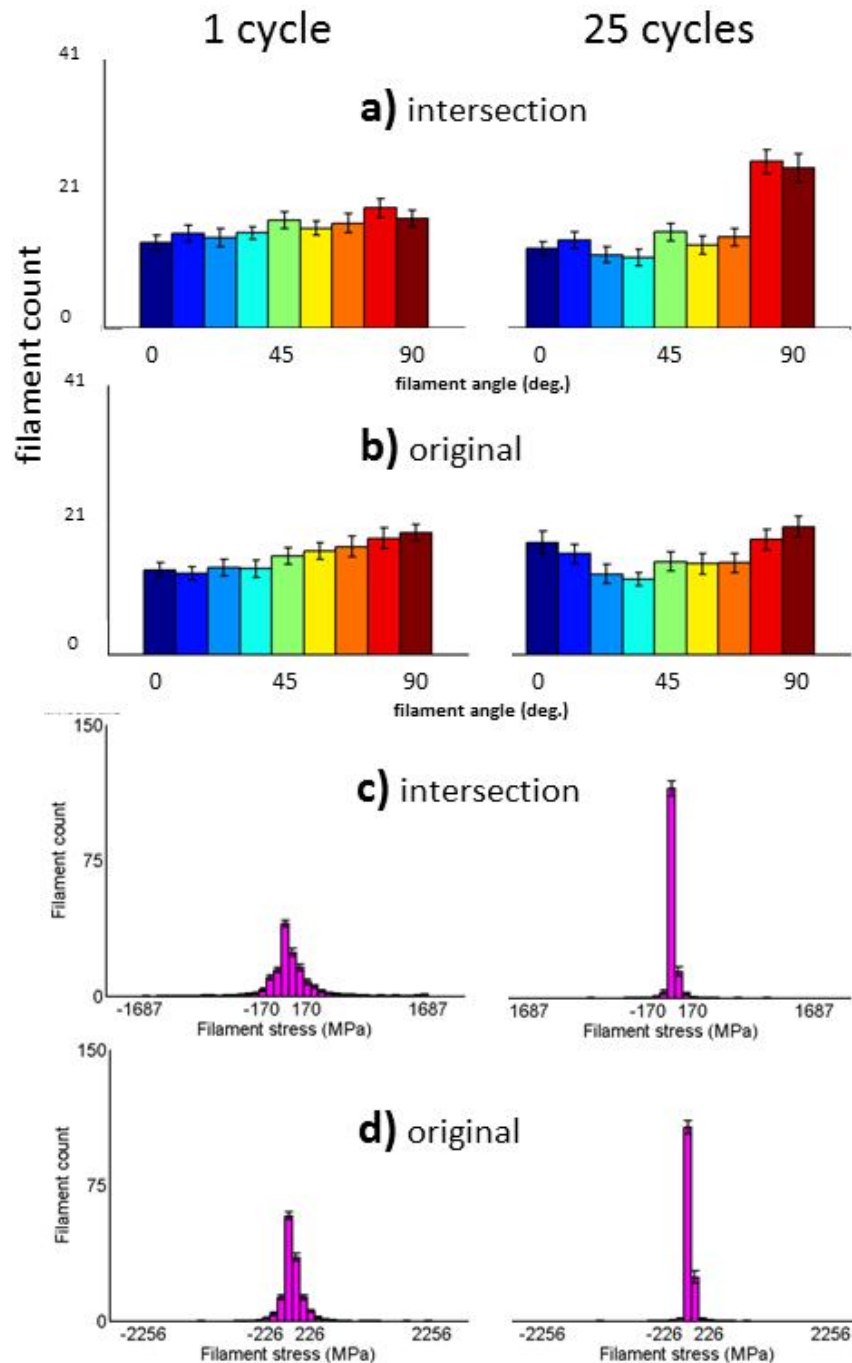 1 cycle 25 cycles
41
a) intersection
21
filament count
0
0 45 90 0 45 90
filament angle (deg.)
41
b) original
21
0
0 45 90 0 45 90
filament angle (deg.)
150
c) intersection
Filament count
75
0
-1687 -170 170 1687 1687 -170 170 1687
Filament stress (MPa) Filament stress (MPa)
150
d) original
Filament count
75
0
-2256 -226 226 2256 -2256 -226 226 2256
Filament stress (MPa) Filament stress (MPa)